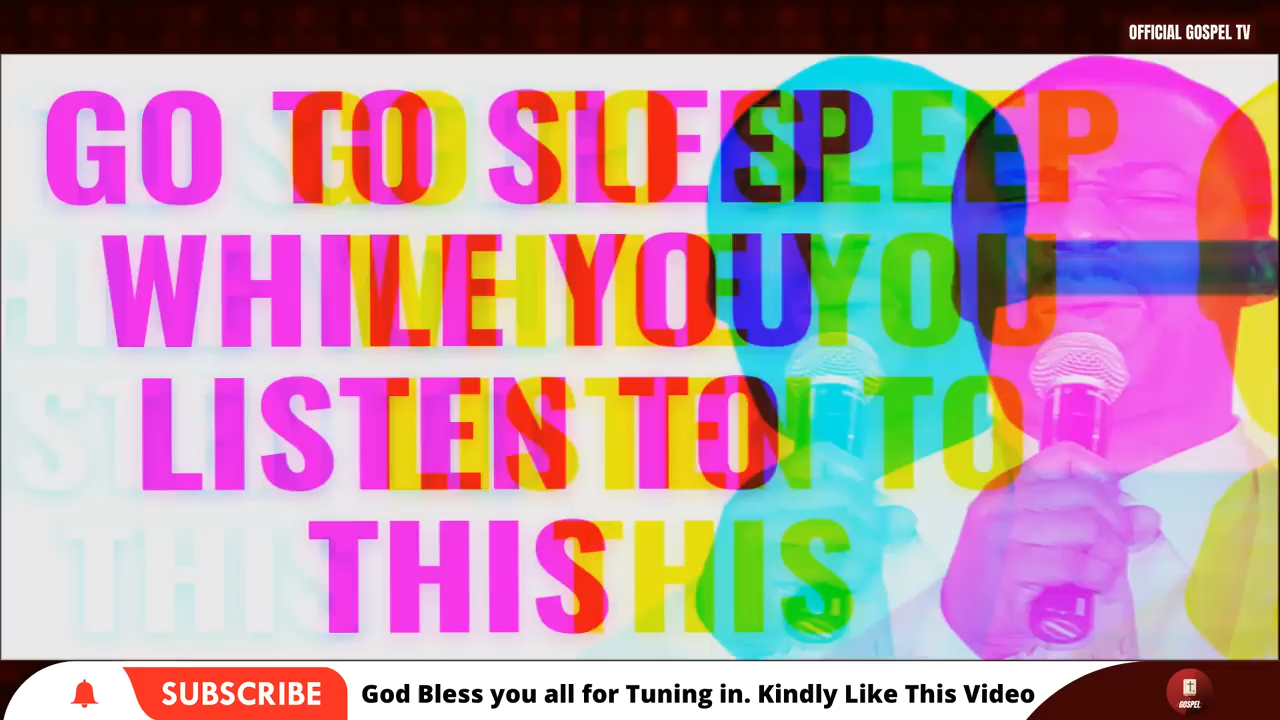 OFFICIAL GOSPEL TV
GO TO SLEEP
WHILE YOU
LISTEN TO
THIS
SUBSCRIBE
God Bless you all for Tuning in. Kindly Like This Video
GOSPEL